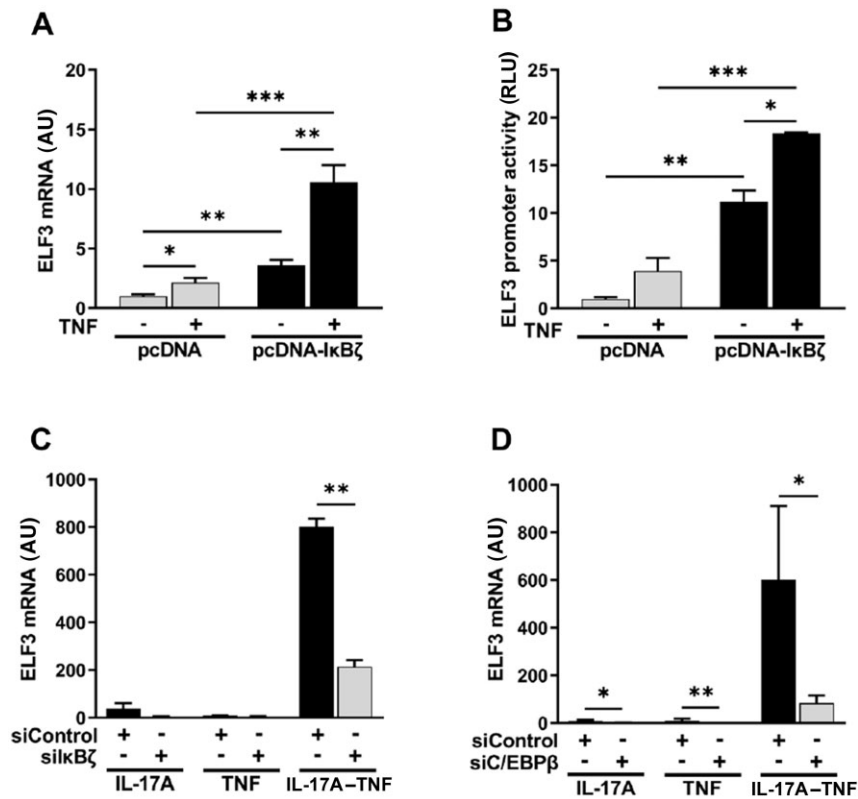 A
ELF3 mRNA (AU)
20
15
10
5
0
***
**
**
*
TNF
- + - +
pcDNA pcDNA-IκBζ
B
ELF3 promoter activity (RLU)
25
20
15
10
5
0
***
*
**
TNF
- + - +
pcDNA pcDNA-IκBζ
C
ELF3 mRNA (AU)
1000
800
600
400
200
0
**
siControl + - + - + -
siIκBζ - + - + - +
IL-17A TNF IL-17A–TNF
D
ELF3 mRNA (AU)
1000
800
600
400
200
0
*
**
*
siControl + - + - + -
siC/EBPβ - + - + - +
IL-17A TNF IL-17A–TNF